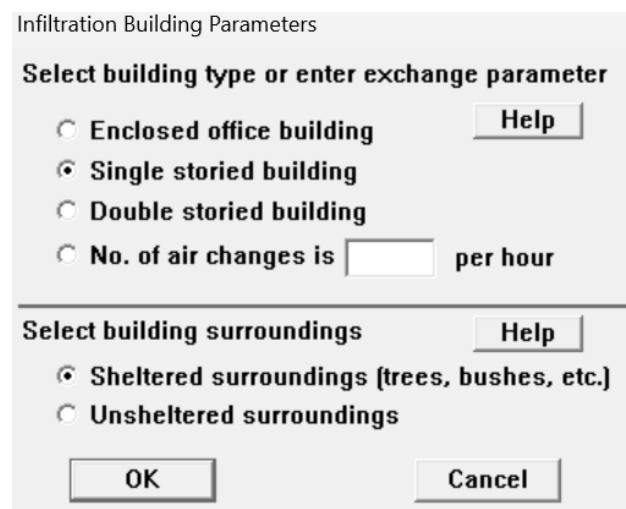 Infiltration Building Parameters
Select building type or enter exchange parameter
Enclosed office building
Help
Single storied building
Double storied building
No. of air changes is per hour
Select building surroundings
Help
Sheltered surroundings (trees, bushes, etc.)
Unsheltered surroundings
OK
Cancel